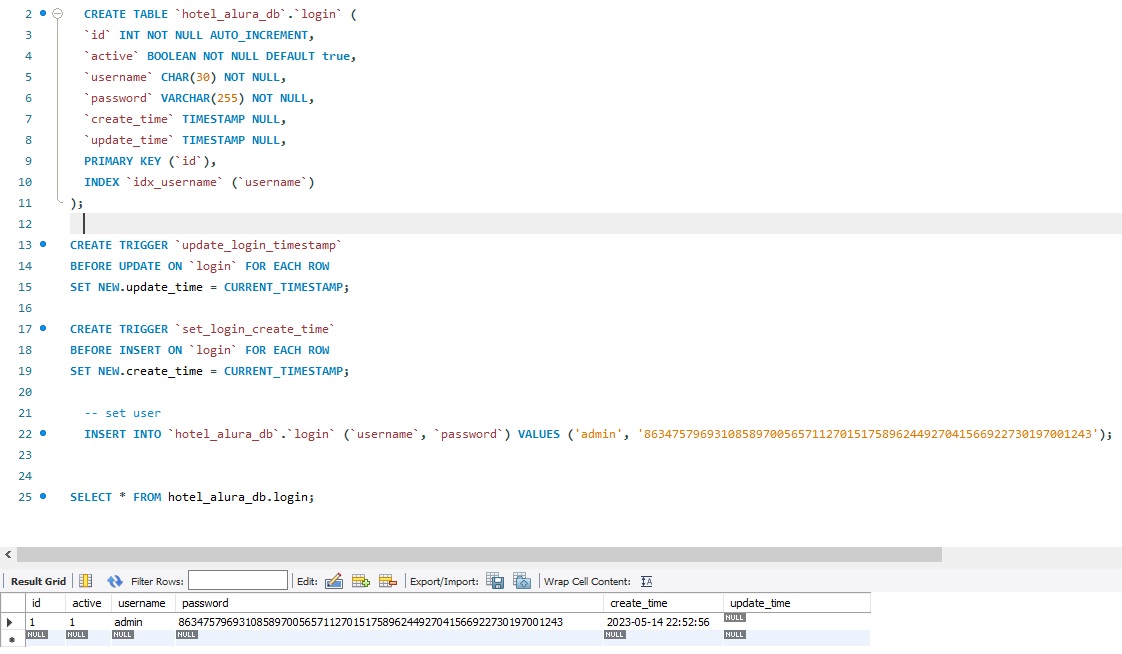 2 CREATE TABLE `hotel_alura_db`.`login` (
3 `id` INT NOT NULL AUTO_INCREMENT,
4 `active` BOOLEAN NOT NULL DEFAULT true,
5 `username` CHAR(30) NOT NULL,
6 `password` VARCHAR(255) NOT NULL,
7 `create_time` TIMESTAMP NULL,
8 `update_time` TIMESTAMP NULL,
9 PRIMARY KEY (`id`),
10 INDEX `idx_username` (`username`)
11 );
12
13 CREATE TRIGGER `update_login_timestamp`
14 BEFORE UPDATE ON `login` FOR EACH ROW
15 SET NEW.update_time = CURRENT_TIMESTAMP;
16
17 CREATE TRIGGER `set_login_create_time`
18 BEFORE INSERT ON `login` FOR EACH ROW
19 SET NEW.create_time = CURRENT_TIMESTAMP;
20
21 -- set user
22 INSERT INTO `hotel_alura_db`.`login` (`username`, `password`) VALUES ('admin', '86347579693108589700565711270151758962449270415669227301970​01243');
23
24
25 SELECT * FROM hotel_alura_db.login;
Result Grid Filter Rows: Edit: Export/Import: Wrap Cell Content: IA
id active username password create_time update_time
1 1 admin 8634757969310858970056571127015175896244927041566922730197001243 2023-05-14 22:52:56 NULL
NULL NULL NULL NULL NULL NULL